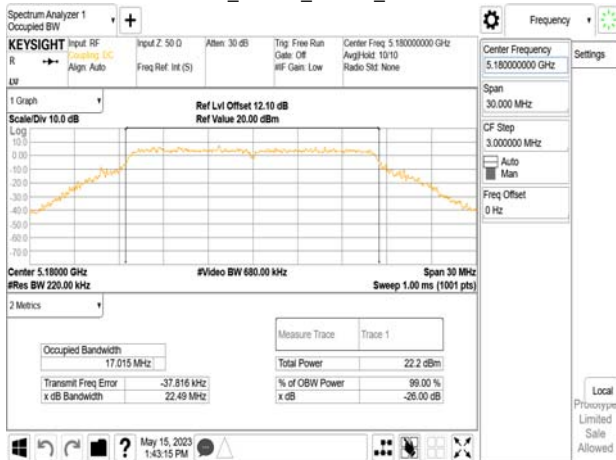 Spectrum Analyzer 1
Occupied BW
+
Frequency
KEYSIGHT
R
Input: RF
Coupling: DC
Align: Auto
Input Z: 50 Ω
Freq Ref: Int (S)
Atten: 30 dB
Trig: Free Run
Gate: Off
#IF Gain: Low
Center Freq: 5.180000000 GHz
Avg|Hold: 10/10
Radio Std: None
Center Frequency
5.180000000 GHz
Settings
Span
30.000 MHz
CF Step
3.000000 MHz
Auto
Man
Freq Offset
0 Hz
1 Graph
Scale/Div 10.0 dB
Ref Lvl Offset 12.10 dB
Ref Value 20.00 dBm
Log
10.0
0.00
-10.0
-20.0
-30.0
-40.0
-50.0
-60.0
-70.0
Center 5.18000 GHz
#Res BW 220.00 kHz
#Video BW 680.00 kHz
Span 30 MHz
Sweep 1.00 ms (1001 pts)
2 Metrics
Measure Trace Trace 1
Occupied Bandwidth
17.015 MHz
Total Power 22.2 dBm
Transmit Freq Error -37.816 kHz
% of OBW Power 99.00 %
x dB Bandwidth 22.49 MHz
x dB -26.00 dB
Local
Prototype
Limited
Sale
Allowed
?
May 15, 2023
1:43:15 PM